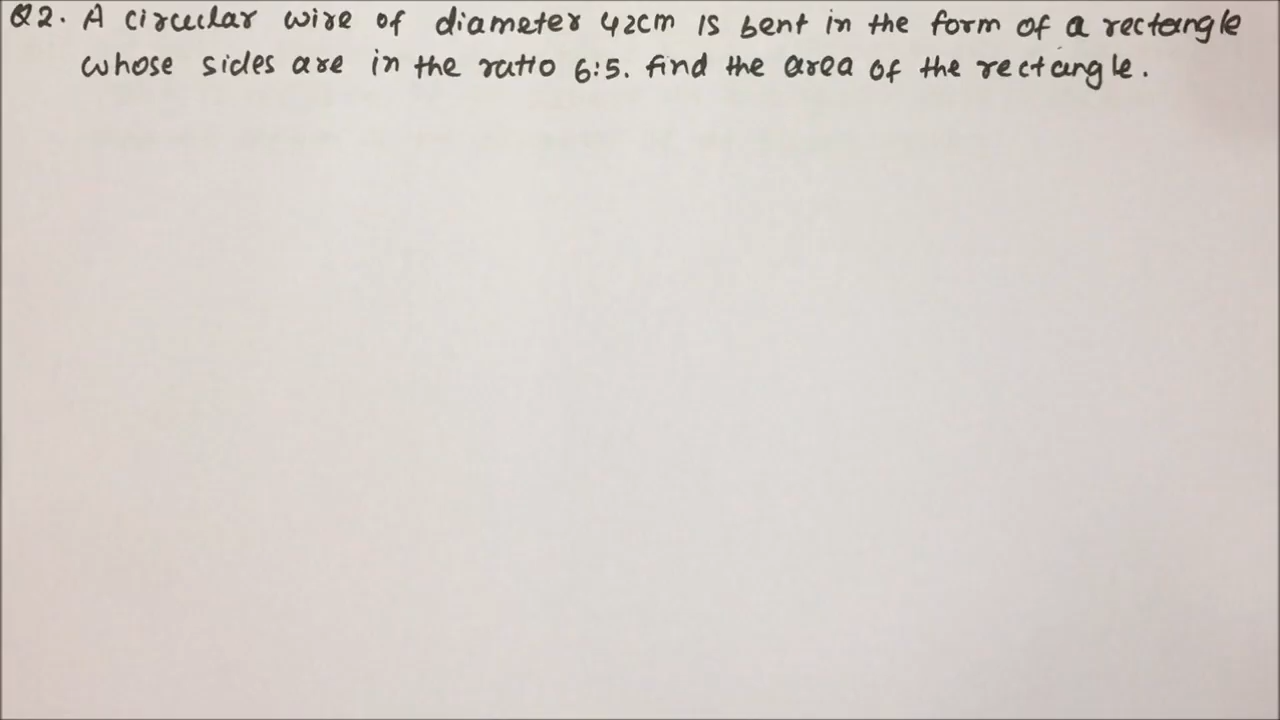 Q2. A circular wire of diameter 42cm is bent in the form of a rectangle
whose sides are in the ratio 6:5. find the area of the rectangle.